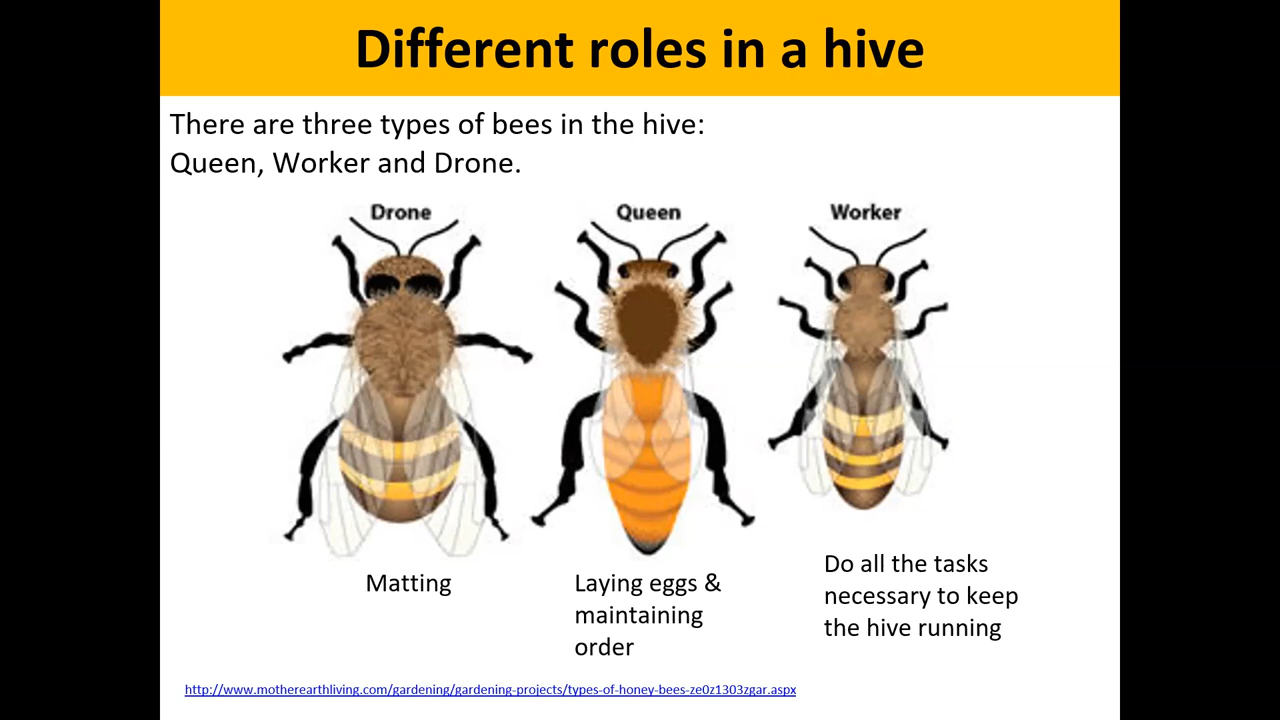 Different roles in a hive
There are three types of bees in the hive:
Queen, Worker and Drone.
Drone
Queen
Worker
Matting
Laying eggs &
maintaining
order
Do all the tasks
necessary to keep
the hive running
http://www.motherearthliving.com/gardening/gardening-projects/types-of-honey-bees-ze0z1303zgar.aspx